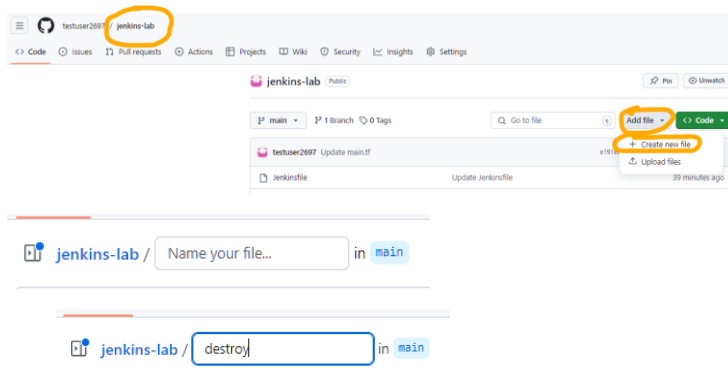 testuser2697 / jenkins-lab
Code Issues Pull requests Actions Projects Wiki Security Insights Settings
jenkins-lab Public Pin Unwatch
main 1 Branch 0 Tags Go to file t Add file Code
testuser2697 Update main.tf Create new file
Upload files
Jenkinsfile Update Jenkinsfile 39 minutes ago
jenkins-lab / Name your file... in main
jenkins-lab / destroy in main